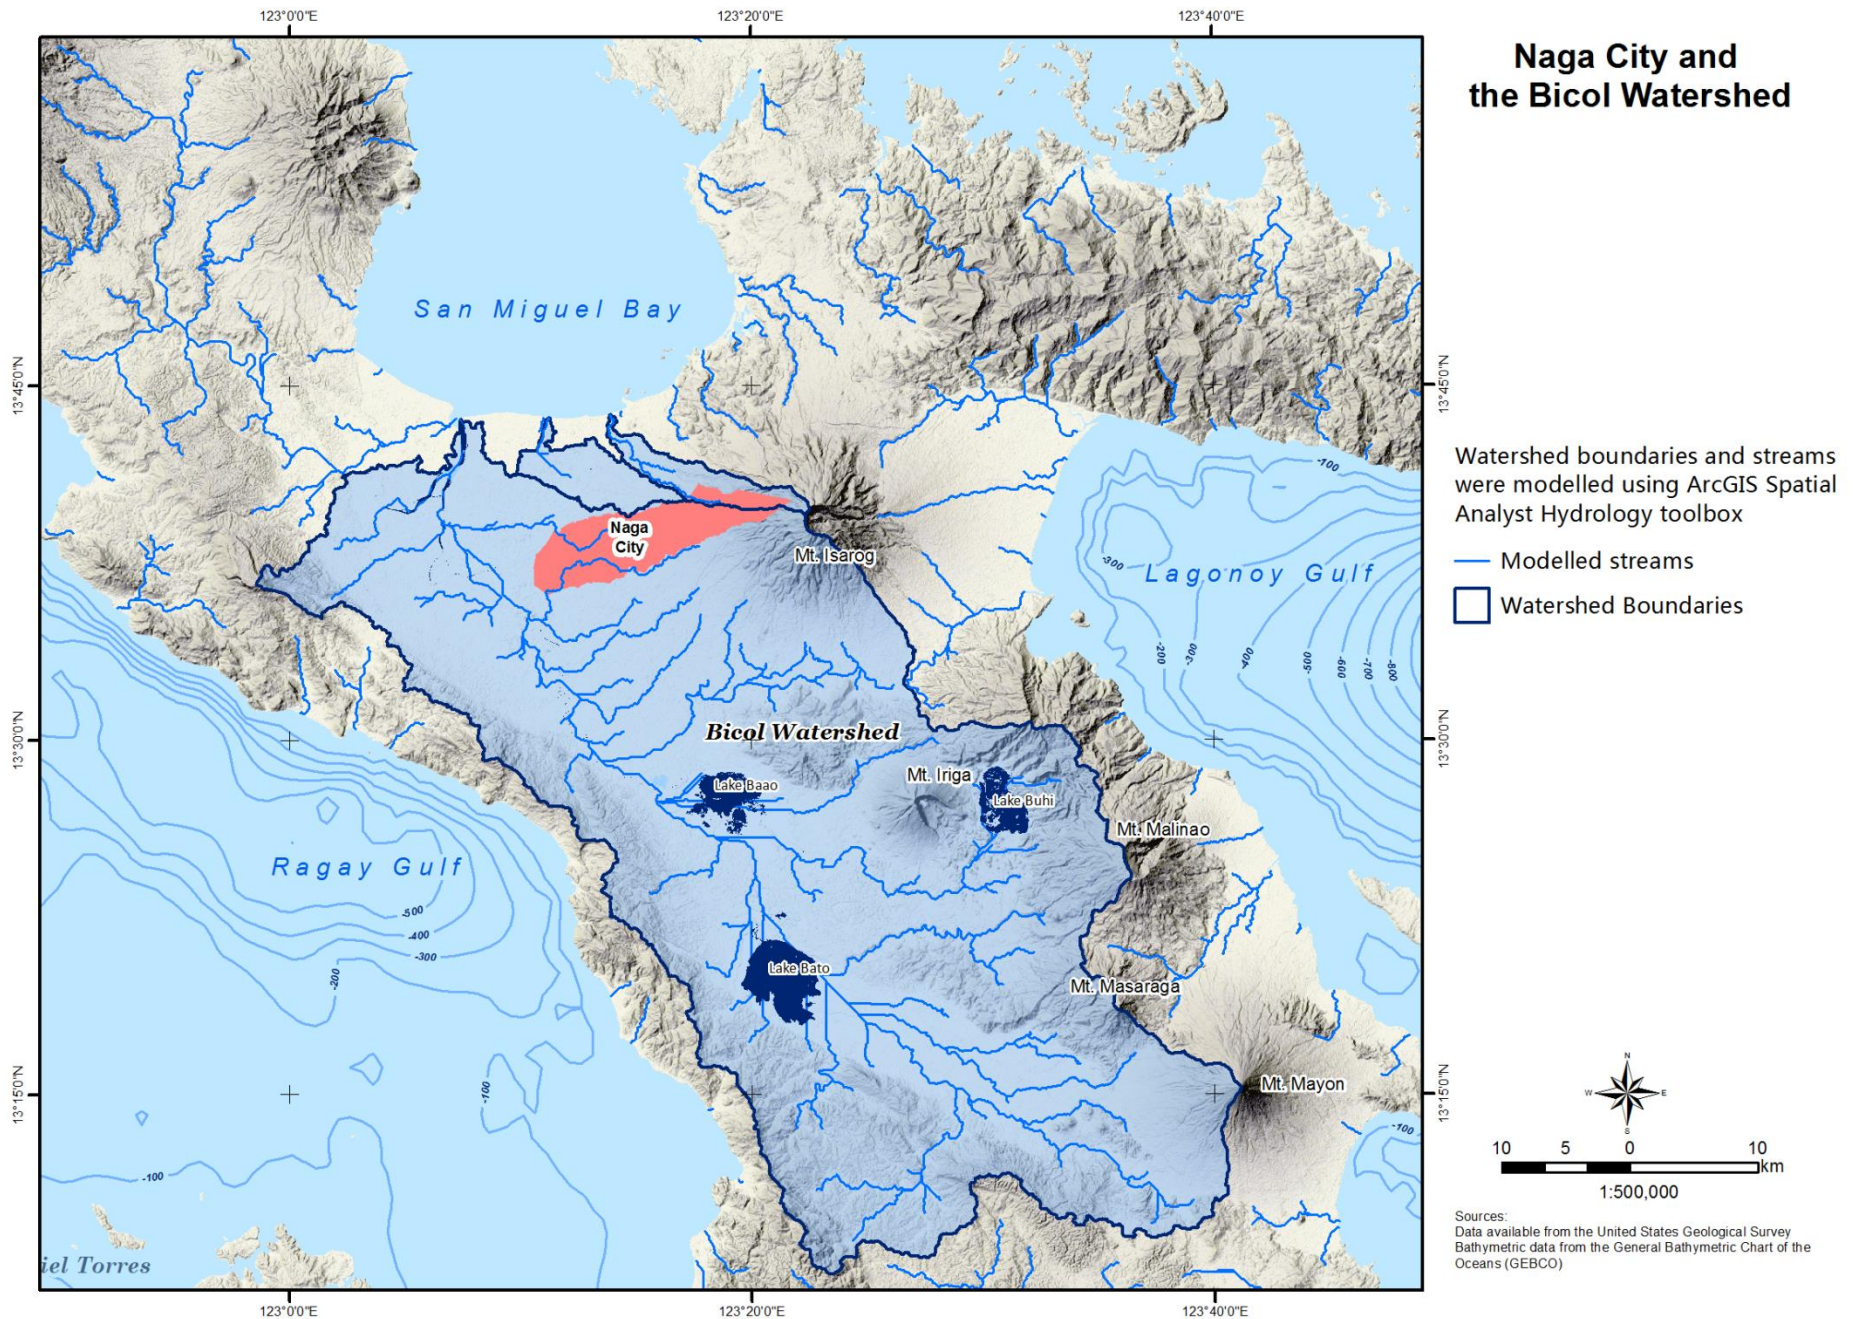 123°0'0"E
123°20'0"E
123°40'0"E
Naga City and
the Bicol Watershed
San Miguel Bay
13°45'0"N
13°45'0"N
Watershed boundaries and streams
were modelled using ArcGIS Spatial
Analyst Hydrology toolbox
Modelled streams
Watershed Boundaries
-100
Naga
City
Mt. Isarog
-300
Lagonoy Gulf
-200
-300
-400
-500
-600
-700
-800
13°30'0"N
13°30'0"N
Bicol Watershed
Mt. Iriga
Lake Baao
Lake Buhi
Mt. Malinao
Ragay Gulf
-500
-400
-300
-200
Lake Bato
Mt. Masaraga
-100
Mt. Mayon
13°15'0"N
13°15'0"N
-100
-100
N
W
E
S
10
5
0
10
km
1:500,000
Sources:
Data available from the United States Geological Survey
Bathymetric data from the General Bathymetric Chart of the
Oceans (GEBCO)
iel Torres
123°0'0"E
123°20'0"E
123°40'0"E